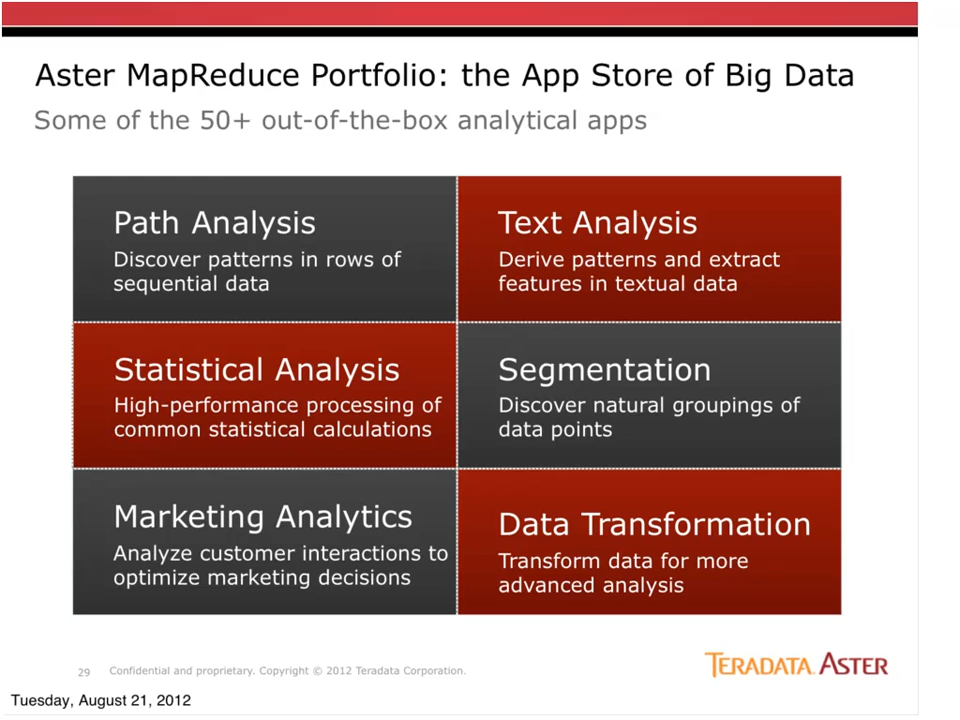 Aster MapReduce Portfolio: the App Store of Big Data
Some of the 50+ out-of-the-box analytical apps
Path Analysis
Discover patterns in rows of
sequential data
Text Analysis
Derive patterns and extract
features in textual data
Statistical Analysis
High-performance processing of
common statistical calculations
Segmentation
Discover natural groupings of
data points
Marketing Analytics
Analyze customer interactions to
optimize marketing decisions
Data Transformation
Transform data for more
advanced analysis
29 Confidential and proprietary. Copyright © 2012 Teradata Corporation.
TERADATA ASTER
Tuesday, August 21, 2012